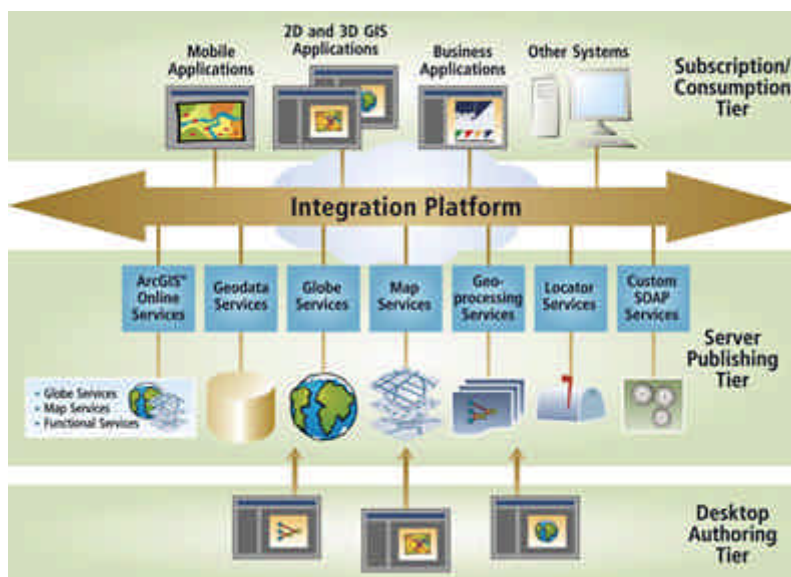 Mobile
Applications
2D and 3D GIS
Applications
Business
Applications
Other Systems
Subscription/
Consumption
Tier
Integration Platform
ArcGIS™
Online
Services
Geodata
Services
Globe
Services
Map
Services
Geo-
processing
Services
Locator
Services
Custom
SOAP
Services
Server
Publishing
Tier
• Globe Services
• Map Services
• Functional Services
Desktop
Authoring
Tier